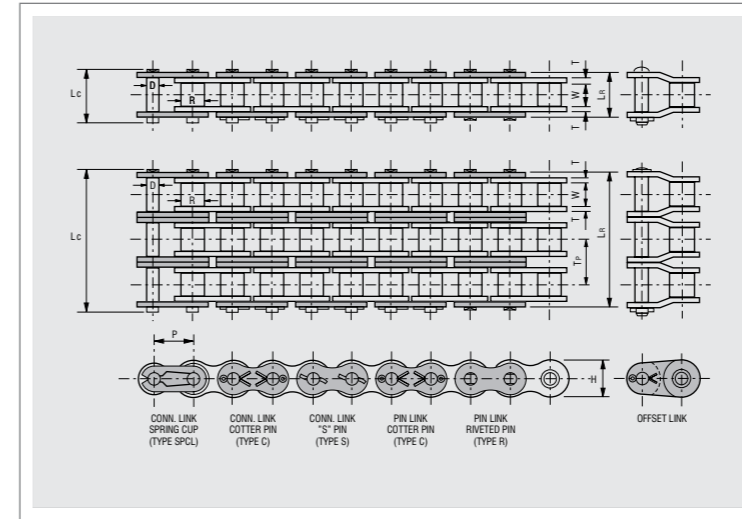 Lc
D
R
T
W
T
LR
Lc
D
R
T
W
T
TP
LR
P
H
CONN. LINK
SPRING CUP
(TYPE SPCL)
CONN. LINK
COTTER PIN
(TYPE C)
CONN. LINK
"S" PIN
(TYPE S)
PIN LINK
COTTER PIN
(TYPE C)
PIN LINK
RIVETED PIN
(TYPE R)
OFFSET LINK